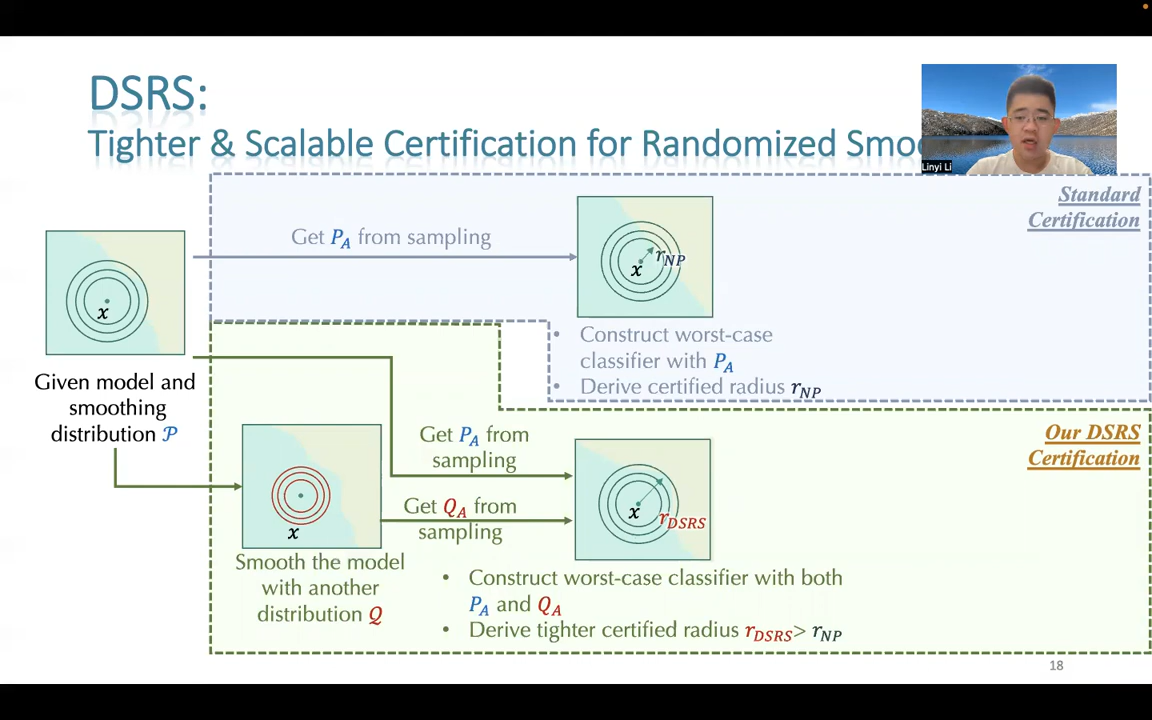 DSRS:
Tighter & Scalable Certification for Randomized Smoo
Linyi Li
Standard
Certification
Get P_A from sampling
x
r_NP
x
Construct worst-case
classifier with P_A
• Derive certified radius r_NP
Given model and
smoothing
distribution 𝒫
Our DSRS
Certification
Get P_A from
sampling
Get Q_A from
sampling
x
x
r_DSRS
Smooth the model
with another
distribution 𝒬
• Construct worst-case classifier with both
P_A and Q_A
• Derive tighter certified radius r_DSRS> r_NP
18